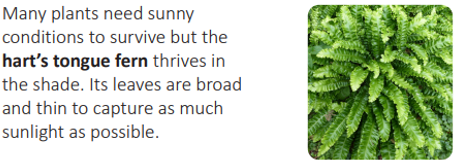 Many plants need sunny
conditions to survive but the
hart’s tongue fern thrives in
the shade. Its leaves are broad
and thin to capture as much
sunlight as possible.